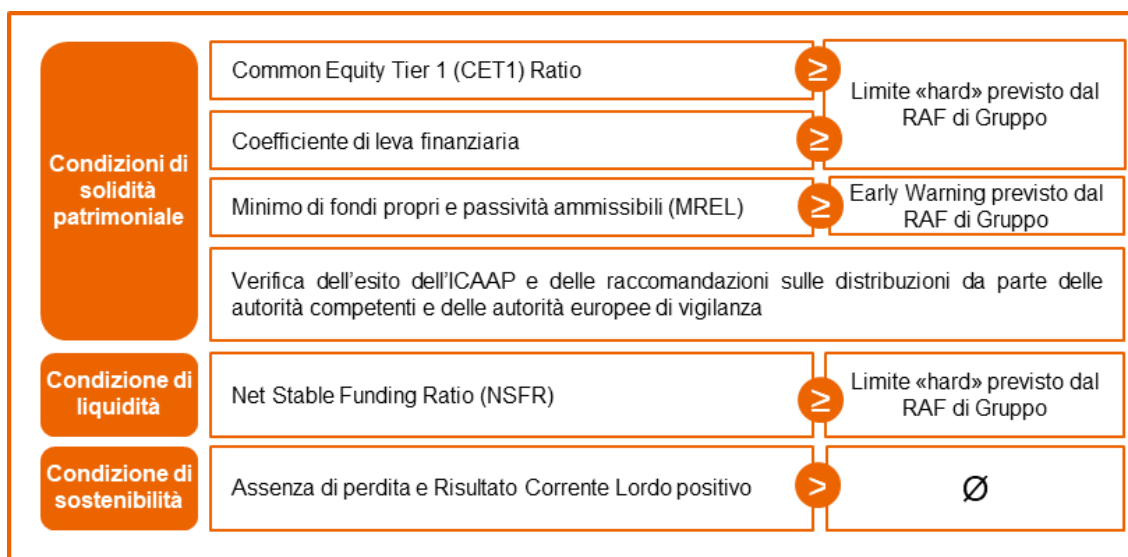 Condizioni di
solidità
patrimoniale
Common Equity Tier 1 (CET1) Ratio
≥
Coefficiente di leva finanziaria
≥
Limite «hard» previsto dal
RAF di Gruppo
Minimo di fondi propri e passività ammissibili (MREL)
≥
Early Warning previsto dal
RAF di Gruppo
Verifica dell’esito dell’ICAAP e delle raccomandazioni sulle distribuzioni da parte delle
autorità competenti e delle autorità europee di vigilanza
Condizione di
liquidità
Net Stable Funding Ratio (NSFR)
≥
Limite «hard» previsto dal
RAF di Gruppo
Condizione di
sostenibilità
Assenza di perdita e Risultato Corrente Lordo positivo
>
Ø